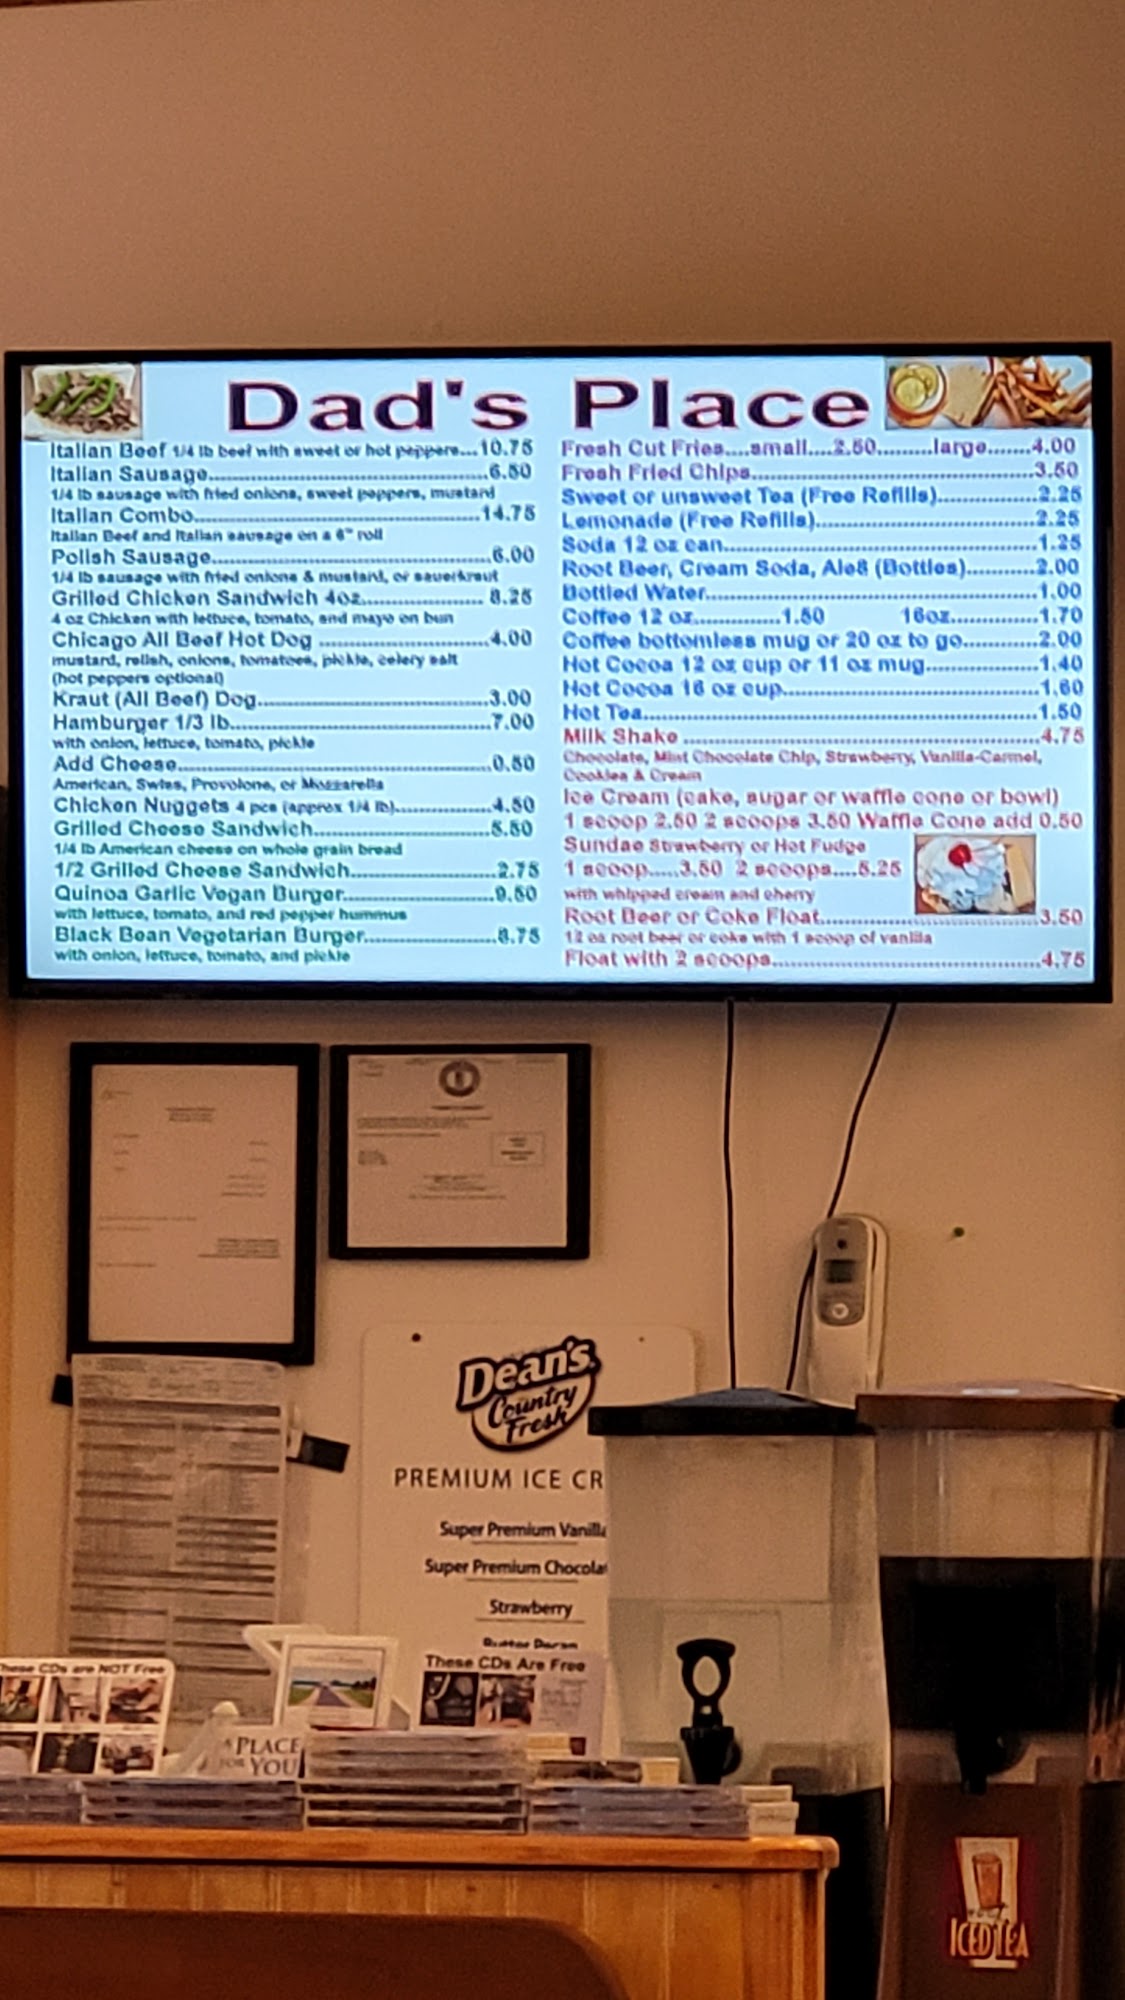 Dad's Place
Italian Beef 1/4 lb beef with sweet or hot peppers...10.75
Italian Sausage.......................................6.50
1/4 lb sausage with fried onions, sweet peppers, mustard
Italian Combo.......................................14.75
Italian Beef and Italian sausage on a 6" roll
Polish Sausage.......................................6.00
1/4 lb sausage with fried onions & mustard, or sauerkraut
Grilled Chicken Sandwich 4oz................. 8.25
4 oz Chicken with lettuce, tomato, and mayo on bun
Chicago All Beef Hot Dog .......................4.00
mustard, relish, onions, tomatoes, pickle, celery salt
(hot peppers optional)
Kraut (All Beef) Dog...............................3.00
Hamburger 1/3 lb...................................7.00
with onion, lettuce, tomato, pickle
Add Cheese...........................................0.50
American, Swiss, Provolone, or Mozzarella
Chicken Nuggets 4 pcs (approx 1/4 lb).............4.50
Grilled Cheese Sandwich........................5.50
1/4 lb American cheese on whole grain bread
1/2 Grilled Cheese Sandwich..................2.75
Quinoa Garlic Vegan Burger...................9.50
with lettuce, tomato, and red pepper hummus
Black Bean Vegetarian Burger.................8.75
with onion, lettuce, tomato, and pickle
Fresh Cut Fries....small....2.50.........large.......4.00
Fresh Fried Chips.....................................3.50
Sweet or unsweet Tea (Free Refills)..............2.25
Lemonade (Free Refills)..............................2.25
Soda 12 oz can..........................................1.25
Root Beer, Cream Soda, Ale8 (Bottles)..........2.00
Bottled Water............................................1.00
Coffee 12 oz............1.50 16oz.............1.70
Coffee bottomless mug or 20 oz to go...........2.00
Hot Cocoa 12 oz cup or 11 oz mug...............1.40
Hot Cocoa 16 oz cup..................................1.60
Hot Tea....................................................1.50
Milk Shake ...............................................4.75
Chocolate, Mint Chocolate Chip, Strawberry, Vanilla-Carmel,
Cookies & Cream
Ice Cream (cake, sugar or waffle cone or bowl)
1 scoop 2.50 2 scoops 3.50 Waffle Cone add 0.50
Sundae Strawberry or Hot Fudge
1 scoop.....3.50 2 scoops....5.25
with whipped cream and cherry
Root Beer or Coke Float..............................3.50
12 oz root beer or coke with 1 scoop of vanilla
Float with 2 scoops....................................4.75
Dean's
Country
Fresh
PREMIUM ICE CR
Super Premium Vanilla
Super Premium Chocolat
Strawberry
These CDs are NOT Free
These CDs Are Free
A PLACE
FOR YOU
ICED TEA